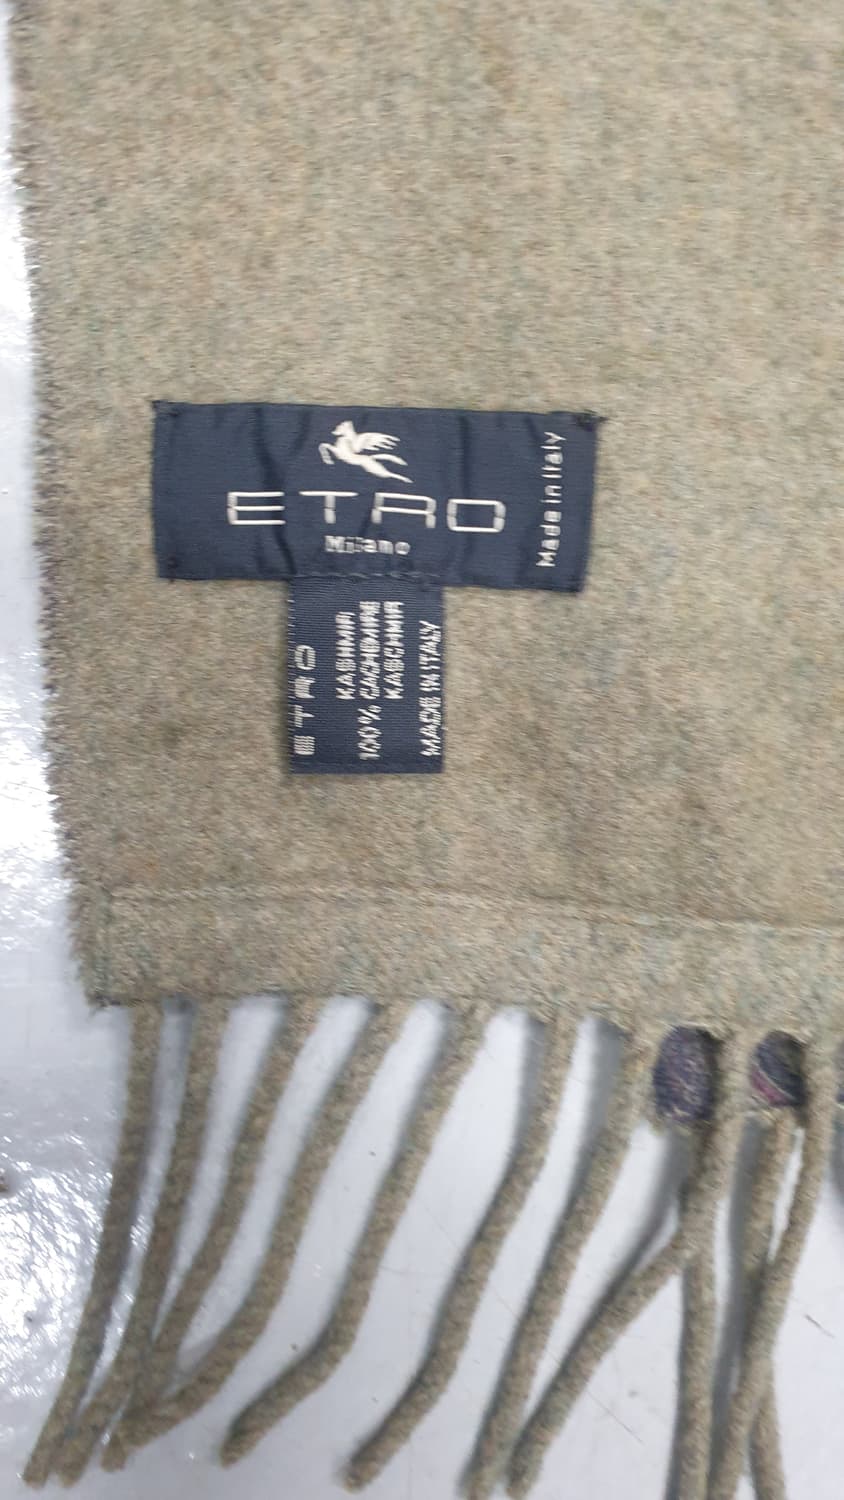 ETRO
Milano
Made in Italy
ETRO
KASHMIR
100% CACHEMIRE
KASCHMIR
MADE IN ITALY